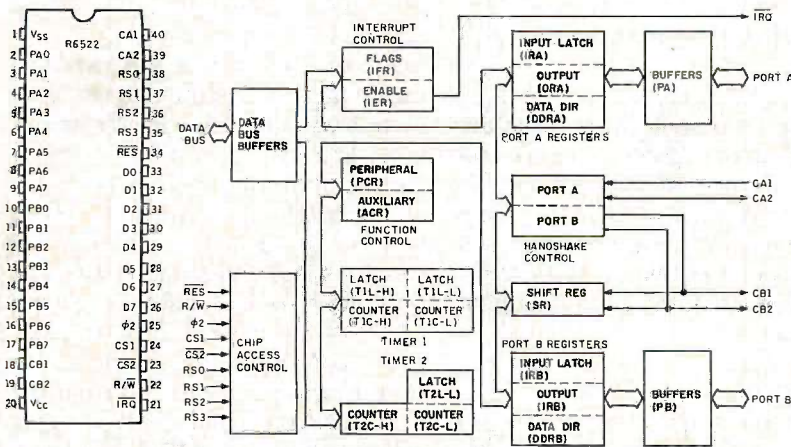 R6522
1 VSS CA1 40
2 PA0 CA2 39
3 PA1 RS0 38
4 PA2 RS1 37
5 PA3 RS2 36
6 PA4 RS3 35
7 PA5 RES 34
8 PA6 D0 33
9 PA7 D1 32
10 PB0 D2 31
11 PB1 D3 30
12 PB2 D4 29
13 PB3 D5 28
14 PB4 D6 27
15 PB5 D7 26
16 PB6 φ2 25
17 PB7 CS1 24
18 CB1 CS2 23
19 CB2 R/W 22
20 VCC IRQ 21
DATA
BUS
DATA
BUS
BUFFERS
RES
R/W
φ2
CS1
CS2
RS0
RS1
RS2
RS3
CHIP
ACCESS
CONTROL
INTERRUPT
CONTROL
FLAGS
(IFR)
ENABLE
(IER)
PERIPHERAL
(PCR)
AUXILIARY
(ACR)
FUNCTION
CONTROL
LATCH LATCH
(T1L-H) (T1L-L)
COUNTER COUNTER
(T1C-H) (T1C-L)
TIMER 1
TIMER 2
LATCH
(T2L-L)
COUNTER COUNTER
(T2C-H) (T2C-L)
IRQ
INPUT LATCH
(IRA)
OUTPUT
(ORA)
DATA DIR
(DDRA)
PORT A REGISTERS
BUFFERS
(PA)
PORT A
PORT A
PORT B
HANDSHAKE
CONTROL
CA1
CA2
SHIFT REG
(SR)
CB1
CB2
PORT B REGISTERS
INPUT LATCH
(IRB)
OUTPUT
(IRB)
DATA DIR
(DDRB)
BUFFERS
(PB)
PORT B